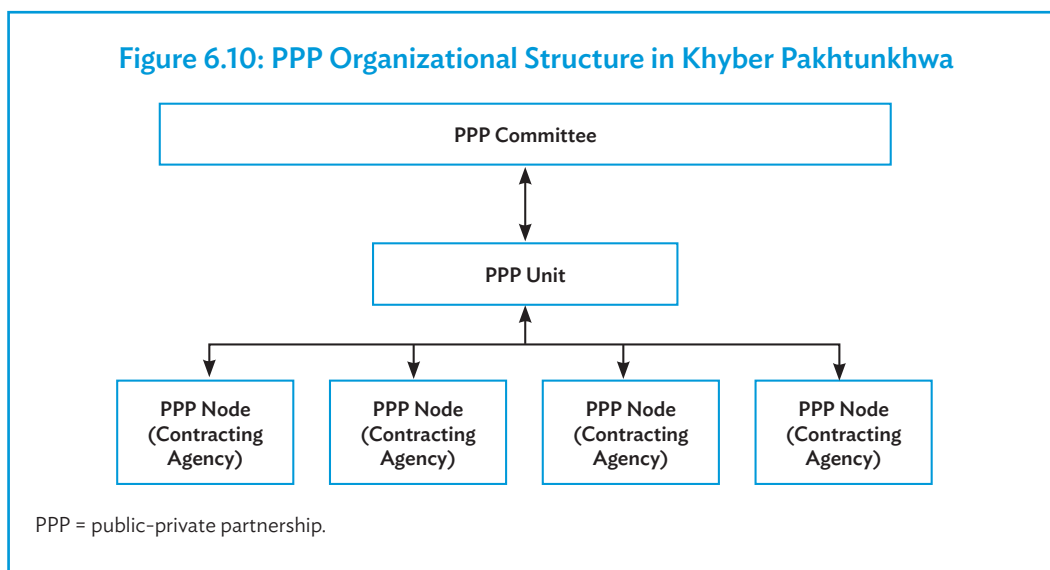 Figure 6.10: PPP Organizational Structure in Khyber Pakhtunkhwa
PPP Committee
PPP Unit
PPP Node
(Contracting
Agency)
PPP Node
(Contracting
Agency)
PPP Node
(Contracting
Agency)
PPP Node
(Contracting
Agency)
PPP = public-private partnership.